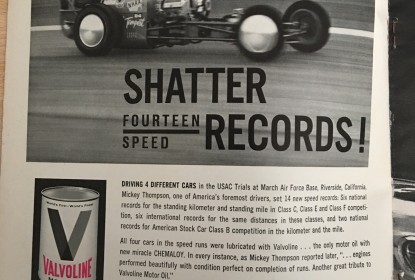 SHATTER
FOURTEEN
SPEED
RECORDS!
DRIVING 4 DIFFERENT CARS in the USAC Trials at March Air Force Base, Riverside, California,
Mickey Thompson, one of America's foremost drivers, set 14 new speed records. Six national
records for the standing kilometer and standing mile in Class C, Class E and Class F competi-
tion, six international records for the same distances in these classes, and two national
records for American Stock Car Class B competition in the kilometer and the mile.
All four cars in the speed runs were lubricated with Valvoline . . . the only motor oil with
new miracle CHEMALOY. In every instance, as Mickey Thompson reported later, ". . . engines
performed beautifully with condition perfect on completion of runs. Another great tribute to
Valvoline Motor Oil."
World's First - World's Finest
V
VALVOLINE